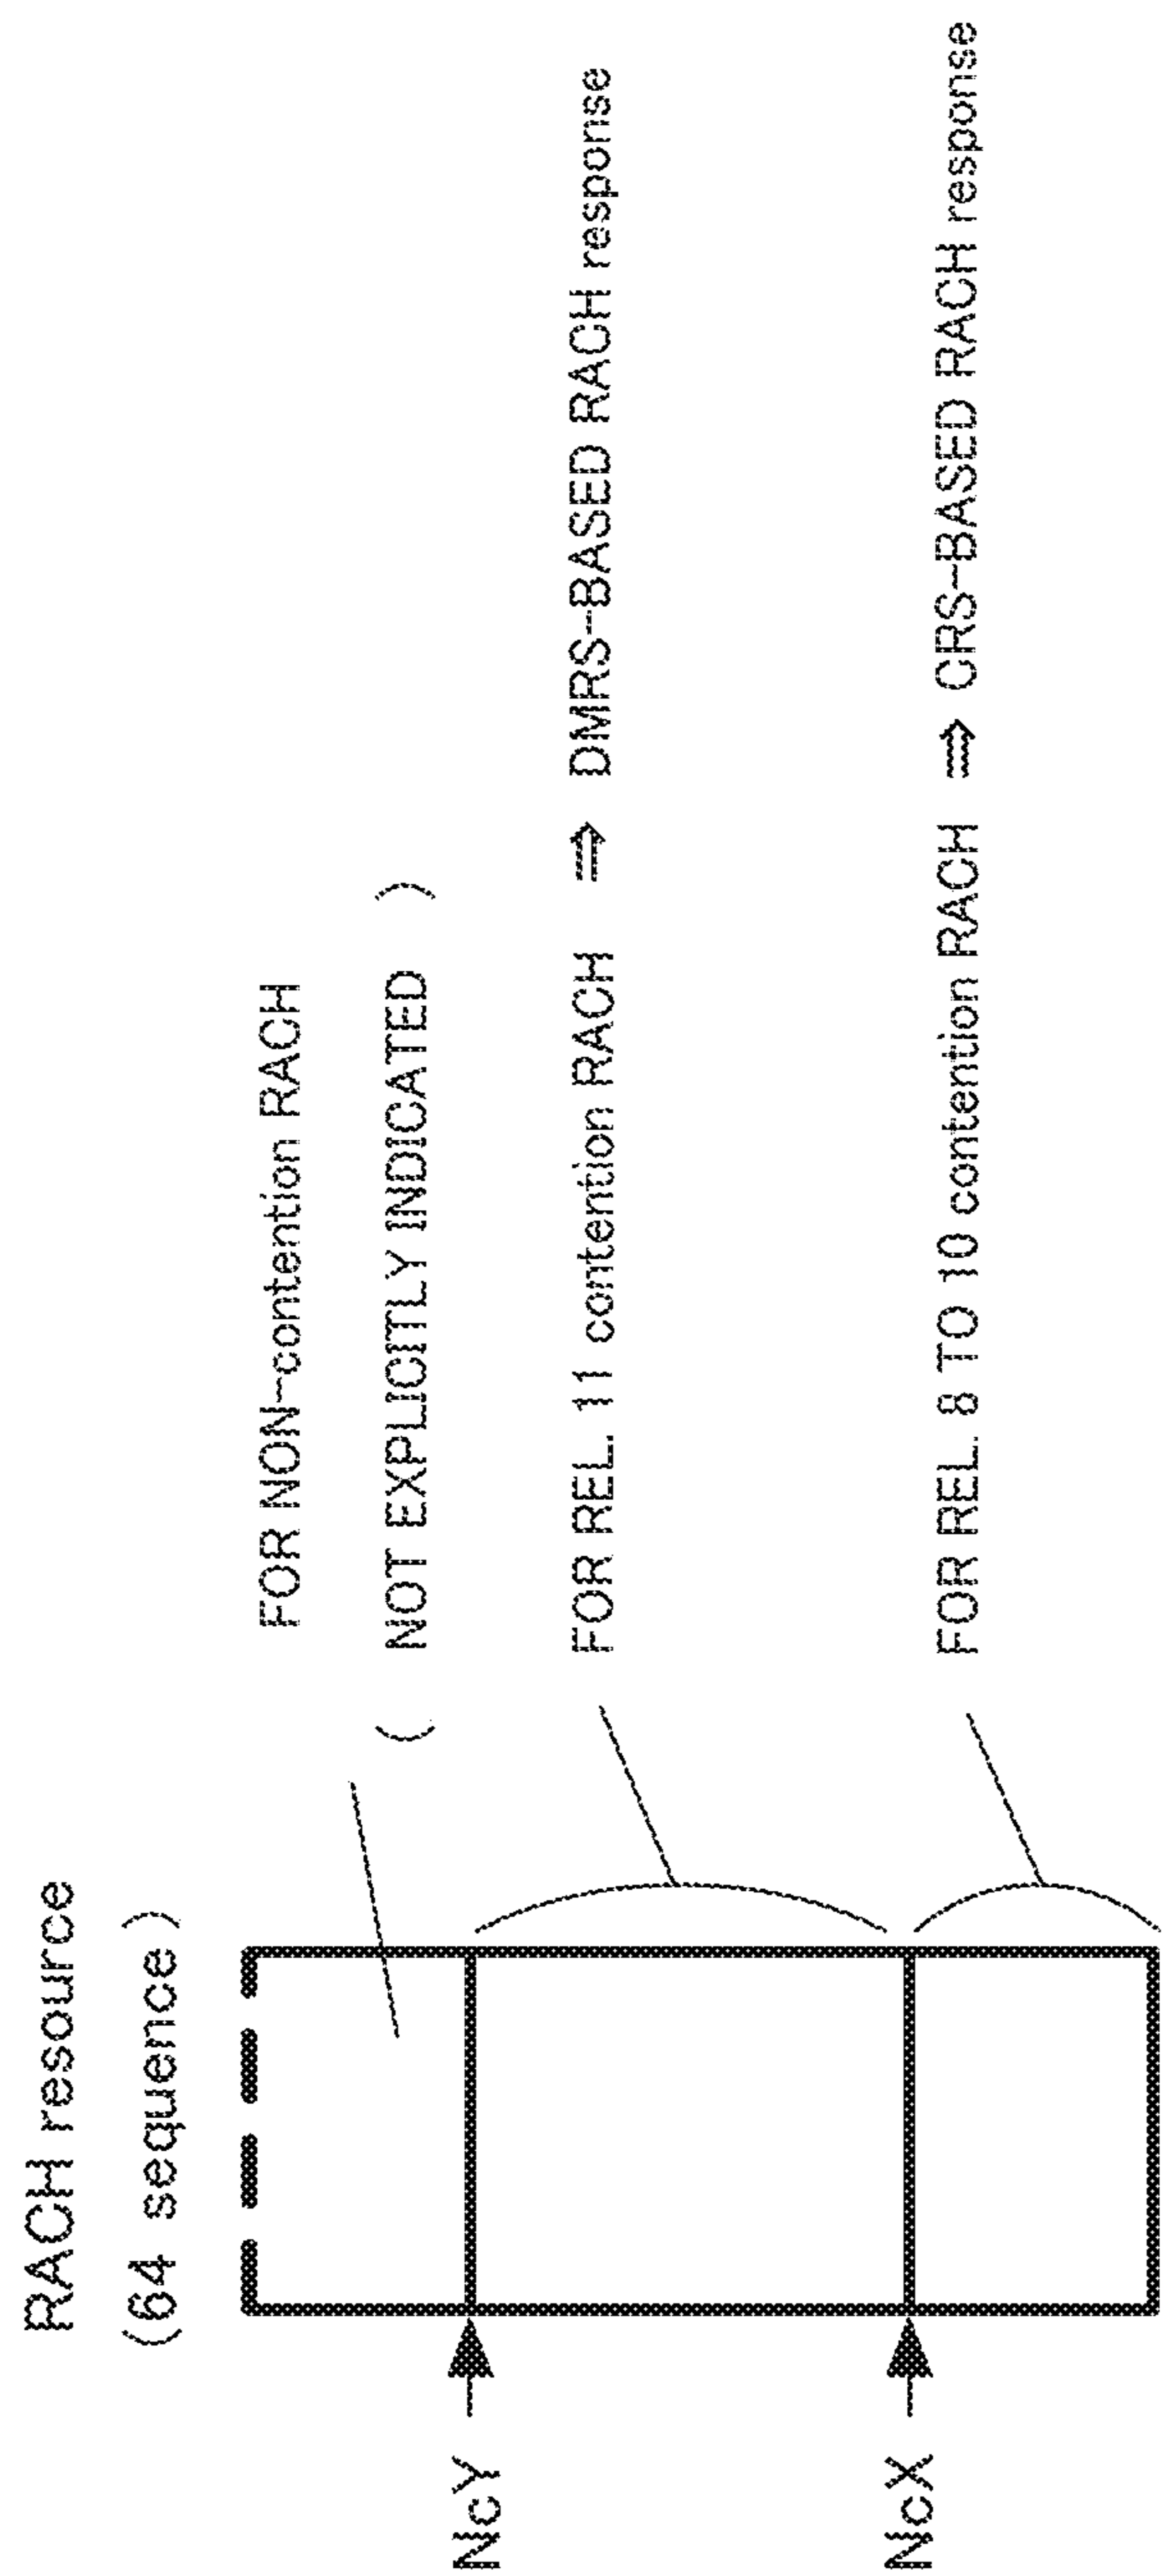 RACH resource
(64 sequence)
FOR NON-contention RACH
( NOT EXPLICITLY INDICATED )
NcY
FOR REL. 11 contention RACH ⇒ DMRS-BASED RACH response
NcX
FOR REL. 8 TO 10 contention RACH ⇒ CRS-BASED RACH response